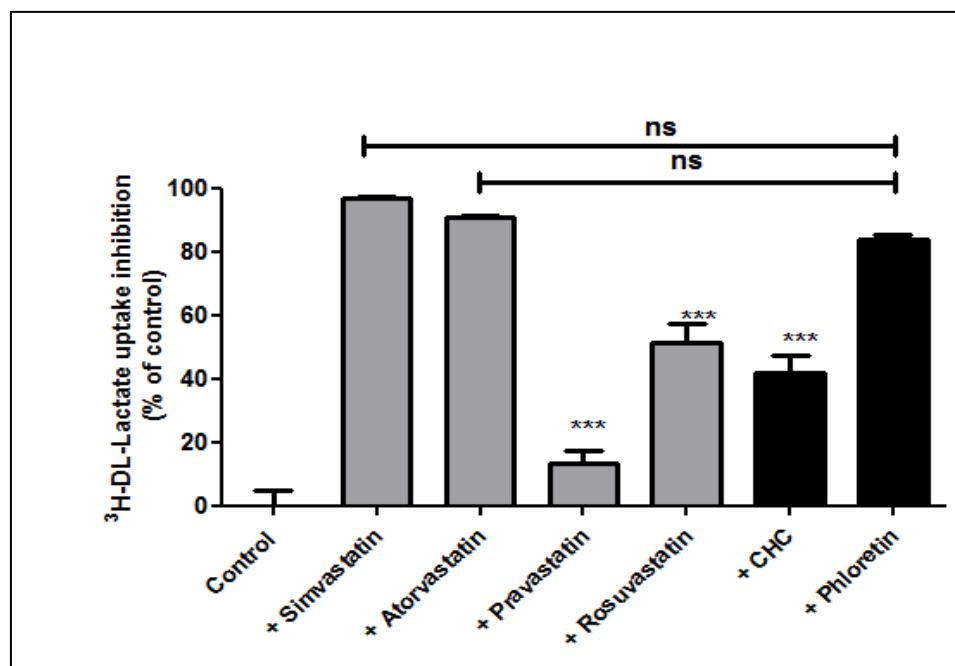 ns
ns
³H-DL-Lactate uptake inhibition
(% of control)
100
80
60
40
20
0
***
***
***
Control
+ Simvastatin
+ Atorvastatin
+ Pravastatin
+ Rosuvastatin
+ CHC
+ Phloretin